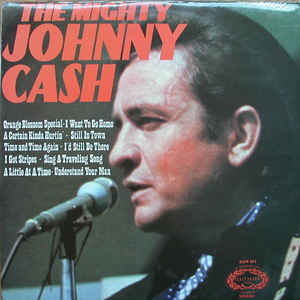 THE MIGHTY
JOHNNY
CASH
Orange Blossom Special·I Want To Go Home
A Certain Kinda Hurtin' - Still In Town
Time and Time Again - I'd Still Be There
I Got Stripes - Sing A Traveling Song
A Little At A Time·Understand Your Man